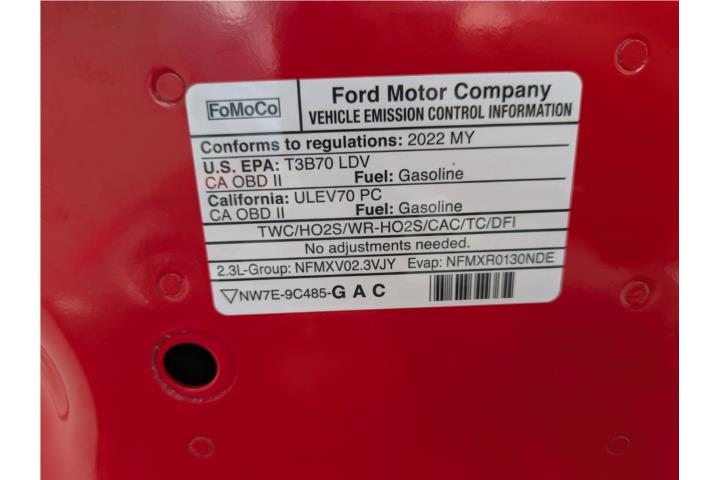 FoMoCo
Ford Motor Company
VEHICLE EMISSION CONTROL INFORMATION
Conforms to regulations: 2022 MY
U.S. EPA: T3B70 LDV
CA OBD II Fuel: Gasoline
California: ULEV70 PC
CA OBD II Fuel: Gasoline
TWC/HO2S/WR-HO2S/CAC/TC/DFI
No adjustments needed.
2.3L-Group: NFMXV02.3VJY Evap: NFMXR0130NDE
NW7E-9C485-G A C